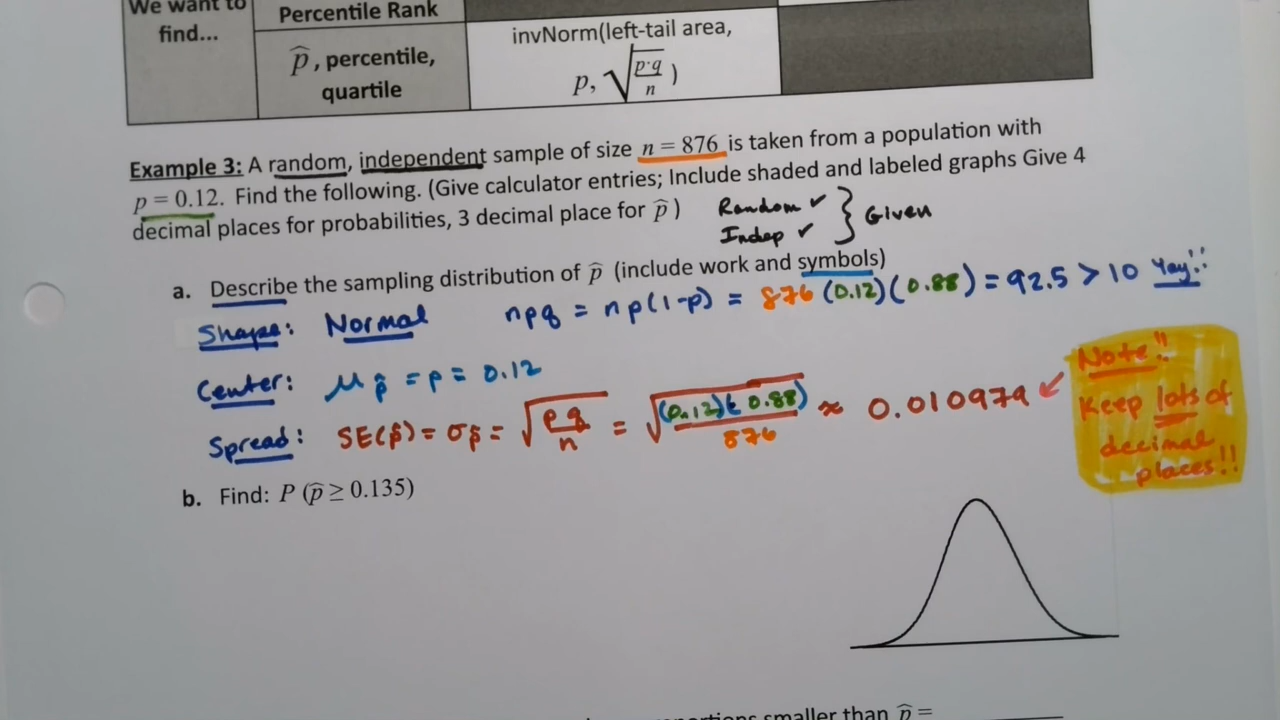 We want to
find...
Percentile Rank
p̂, percentile,
quartile
invNorm(left-tail area,
p, √(p·q/n))
Example 3: A random, independent sample of size n = 876 is taken from a population with
p = 0.12. Find the following. (Give calculator entries; Include shaded and labeled graphs Give 4
decimal places for probabilities, 3 decimal place for p̂)
Random ✓
Indep ✓
} Given
a. Describe the sampling distribution of p̂ (include work and symbols)
Shape: Normal npq = np(1-p) = 876 (0.12)(0.88) = 92.5 > 10 Yay!!
Center: μp̂ = p = 0.12
Spread: SE(p̂) = σp̂ = √(pq/n) = √((0.12)(0.88)/876) ≈ 0.010979
Note!!
Keep lots of
decimal
places!!
b. Find: P (p̂ ≥ 0.135)
smaller than p̂ =